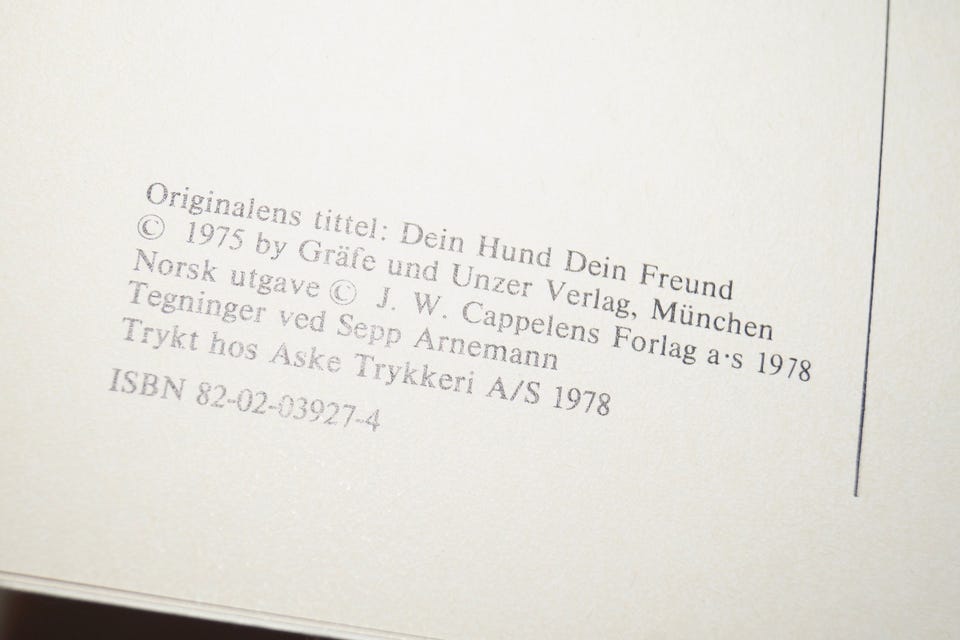 Originalens tittel: Dein Hund Dein Freund
© 1975 by Gräfe und Unzer Verlag, München
Norsk utgave © J. W. Cappelens Forlag a·s 1978
Tegninger ved Sepp Arnemann
Trykt hos Aske Trykkeri A/S 1978
ISBN 82-02-03927-4